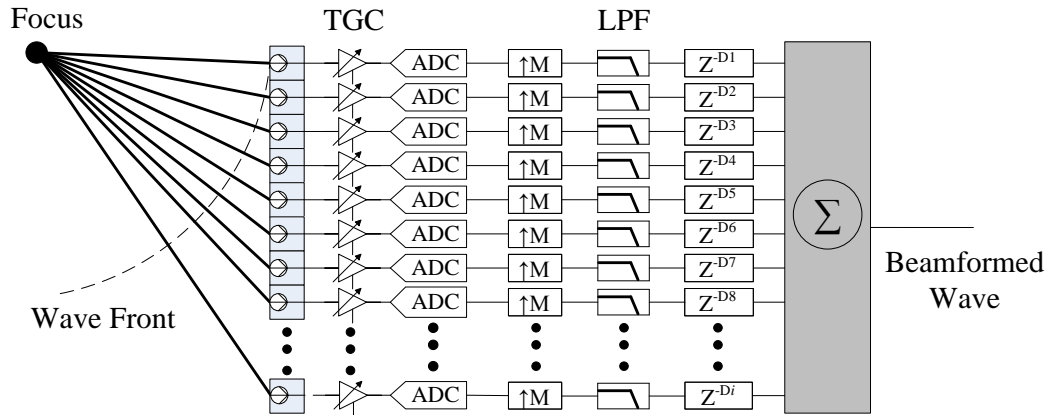 Focus
TGC
LPF
ADC ↑M Z-D1
ADC ↑M Z-D2
ADC ↑M Z-D3
ADC ↑M Z-D4
ADC ↑M Z-D5
ADC ↑M Z-D6
ADC ↑M Z-D7
ADC ↑M Z-D8
ADC ↑M Z-Di
Σ
Wave Front
Beamformed
Wave